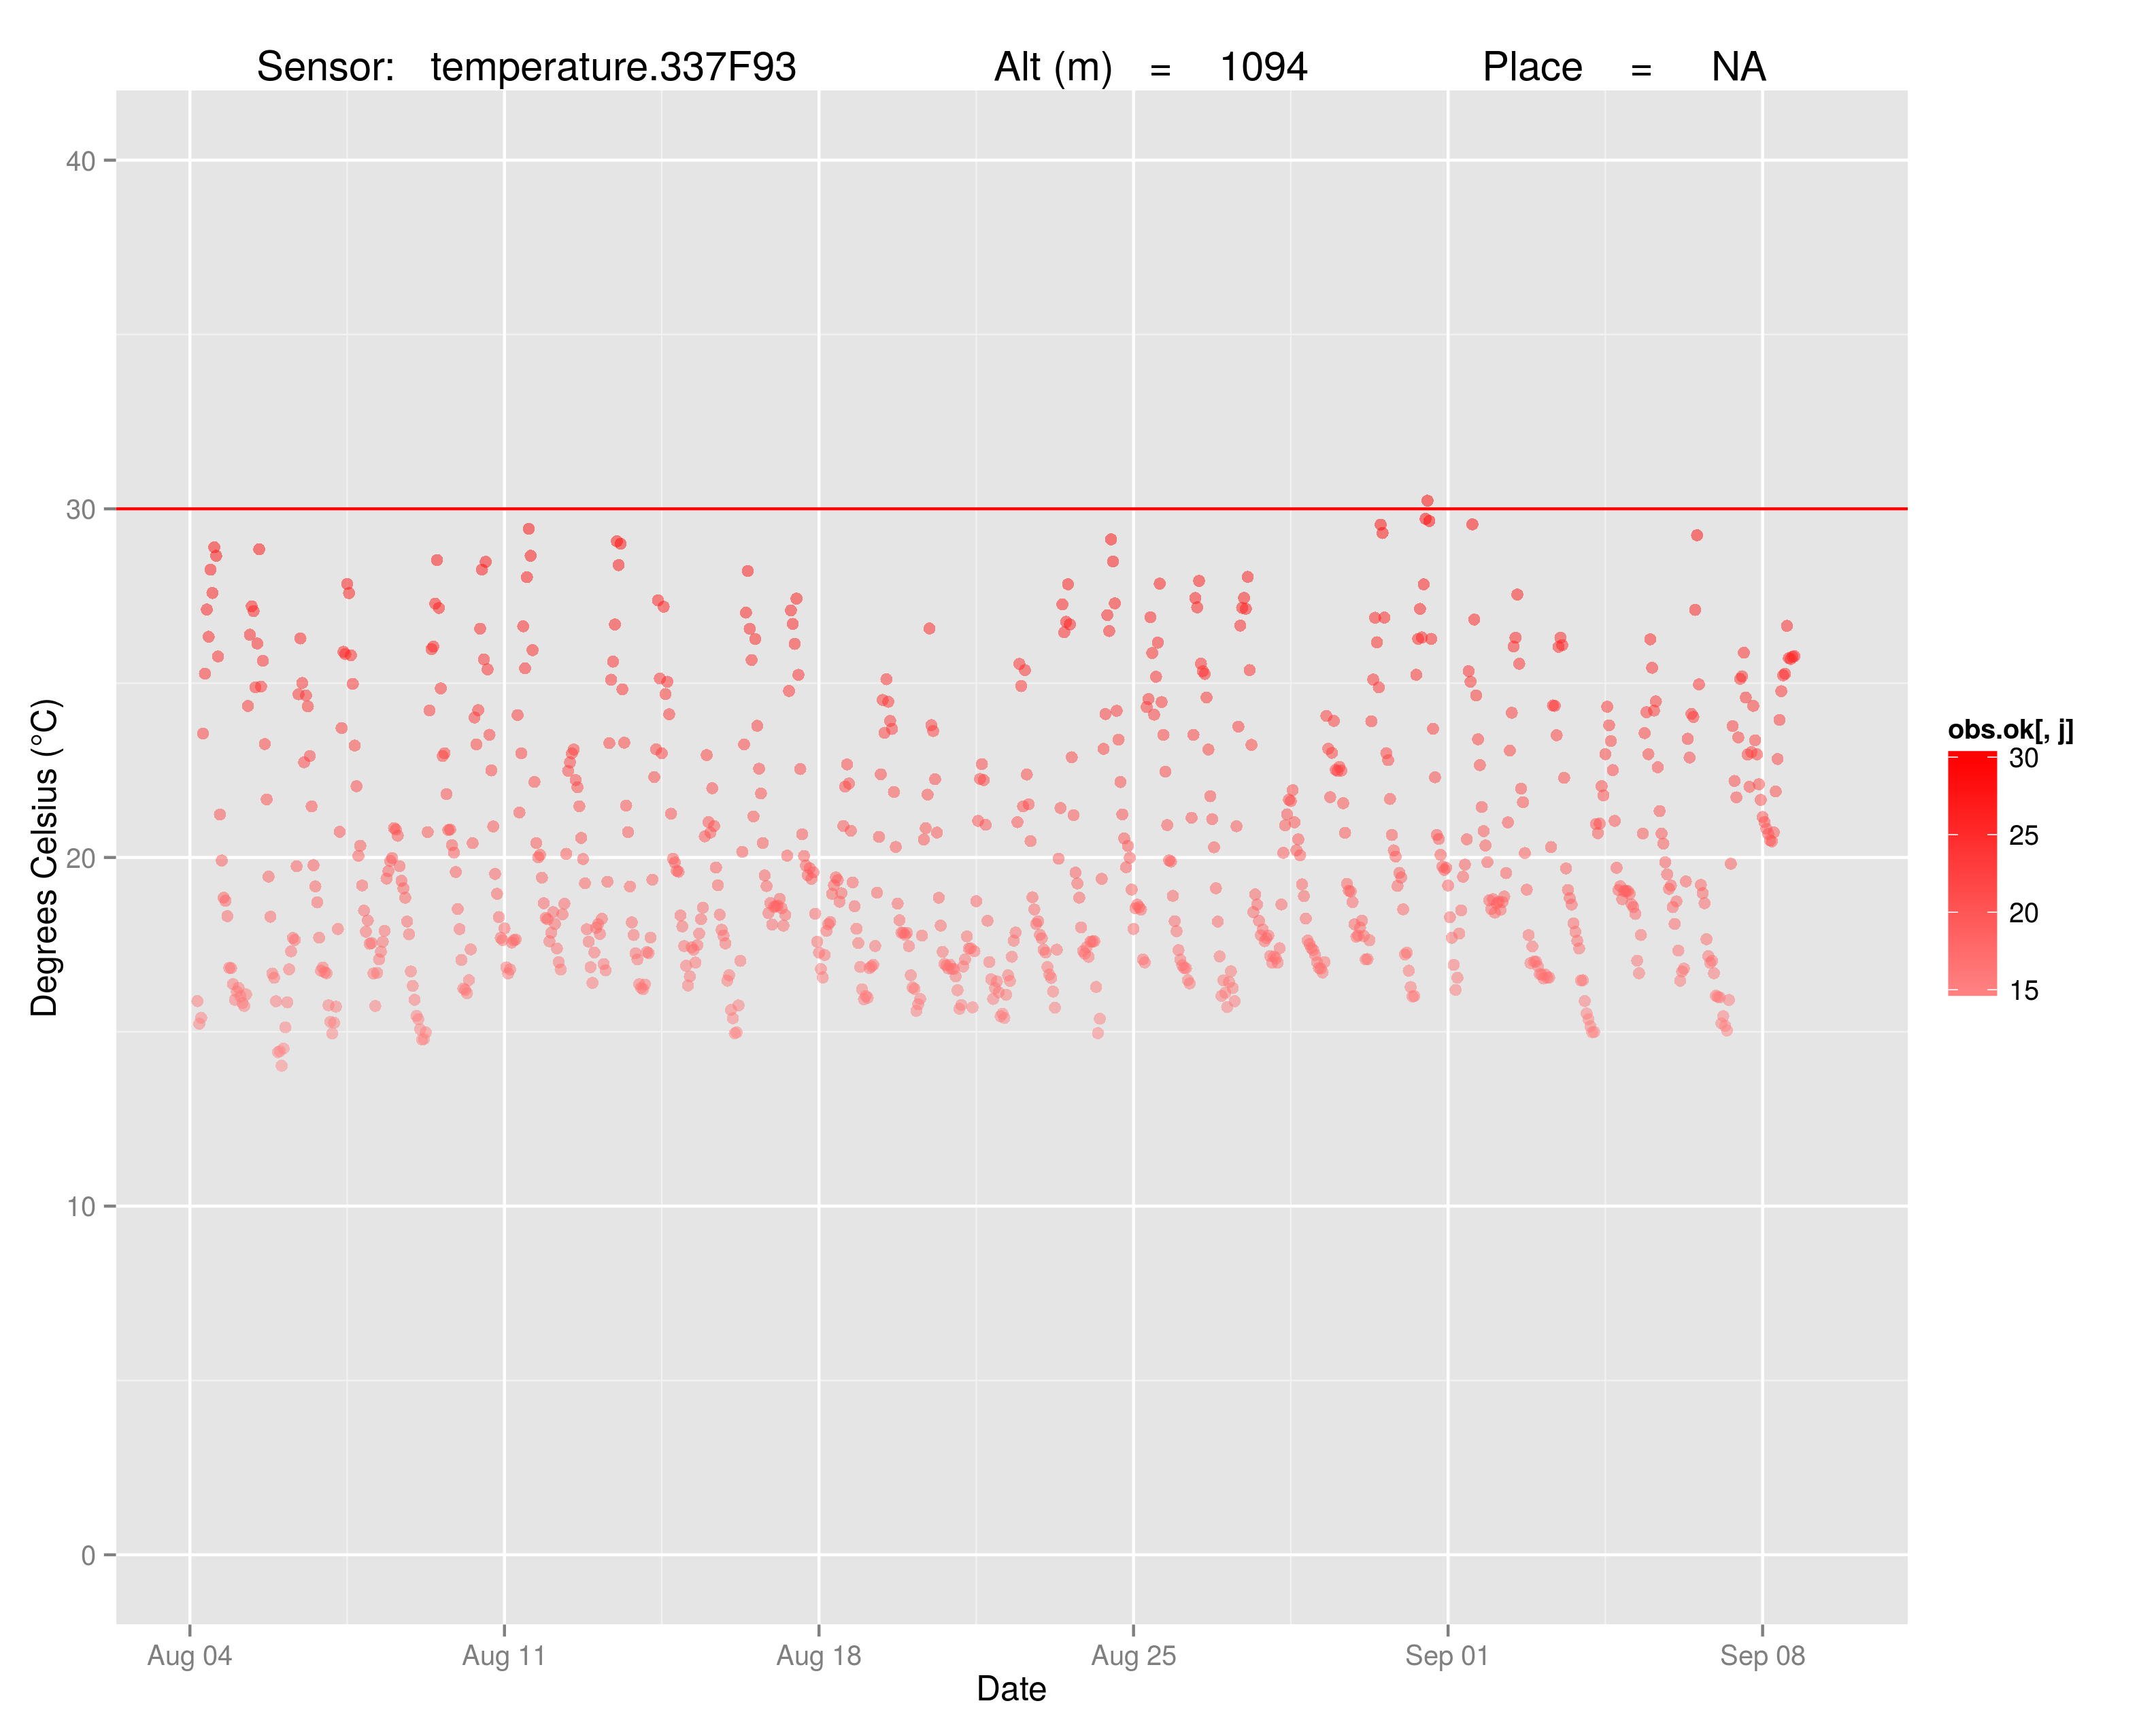 Sensor: temperature.337F93 Alt (m) = 1094 Place = NA
40
30
20
10
0
Degrees Celsius (°C)
Aug 04 Aug 11 Aug 18 Aug 25 Sep 01 Sep 08
Date
obs.ok[, j]
30
25
20
15